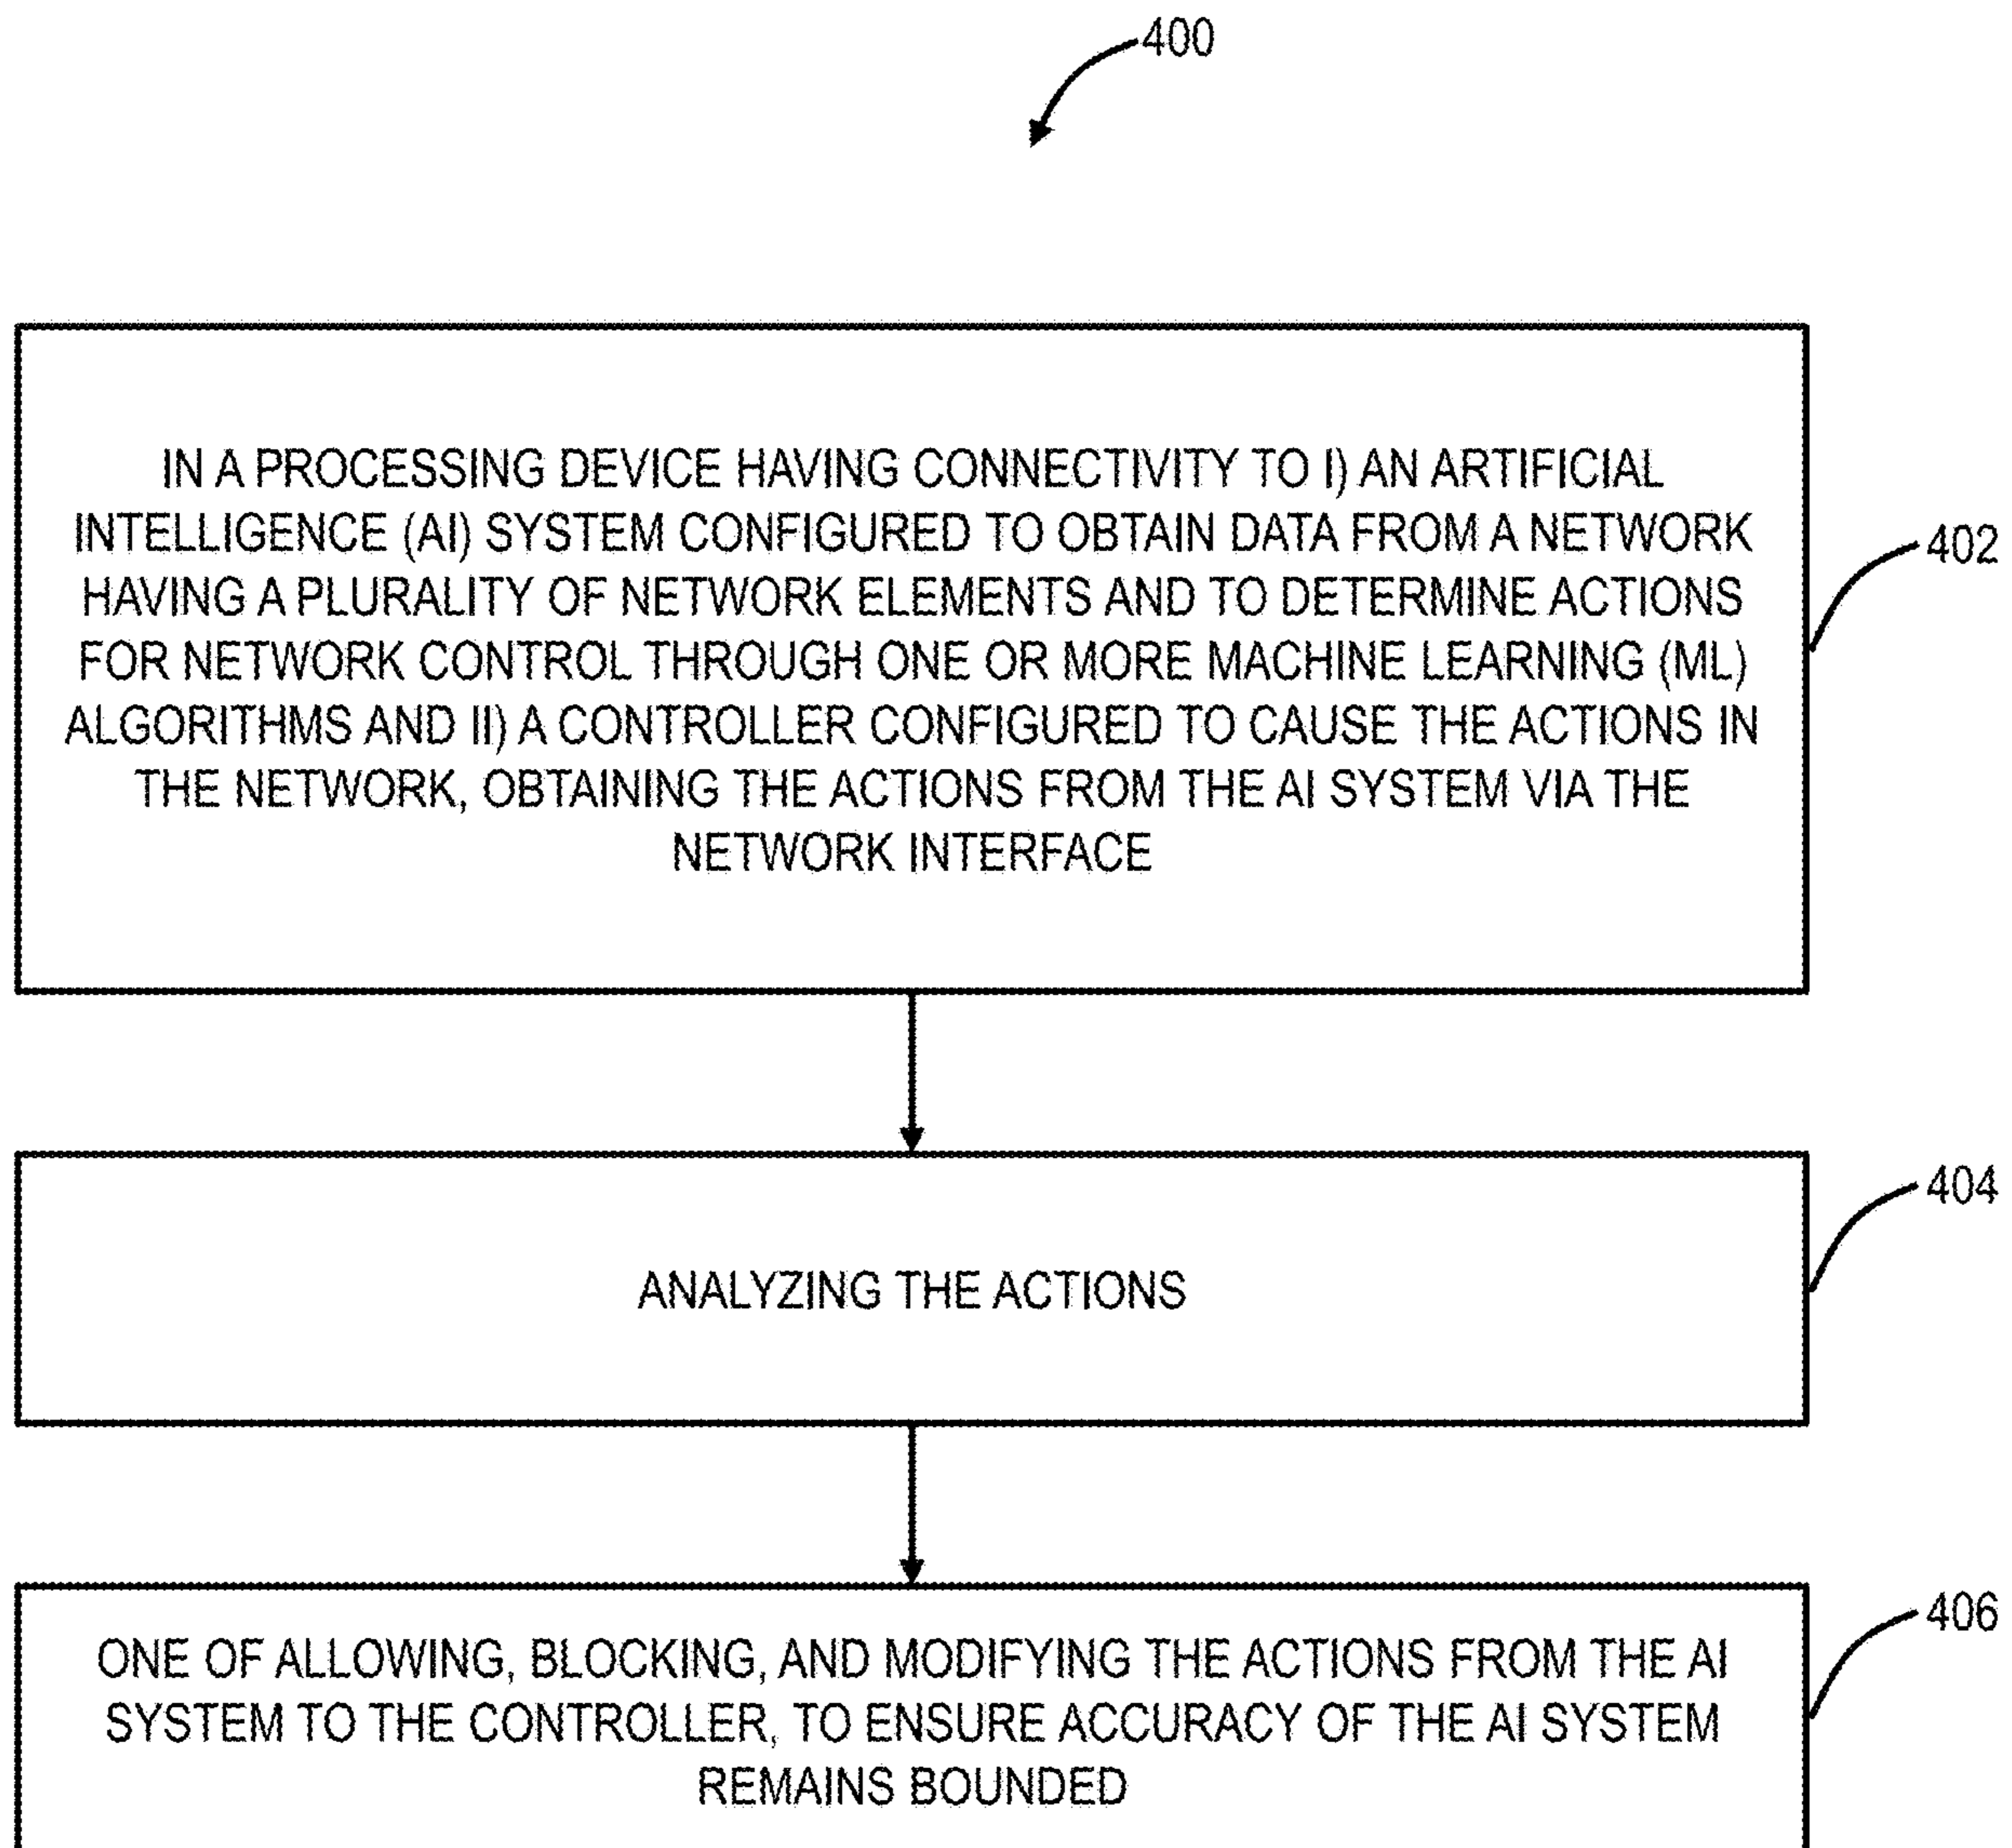 400
IN A PROCESSING DEVICE HAVING CONNECTIVITY TO I) AN ARTIFICIAL
INTELLIGENCE (AI) SYSTEM CONFIGURED TO OBTAIN DATA FROM A NETWORK
HAVING A PLURALITY OF NETWORK ELEMENTS AND TO DETERMINE ACTIONS
FOR NETWORK CONTROL THROUGH ONE OR MORE MACHINE LEARNING (ML)
ALGORITHMS AND II) A CONTROLLER CONFIGURED TO CAUSE THE ACTIONS IN
THE NETWORK, OBTAINING THE ACTIONS FROM THE AI SYSTEM VIA THE
NETWORK INTERFACE
402
ANALYZING THE ACTIONS
404
ONE OF ALLOWING, BLOCKING, AND MODIFYING THE ACTIONS FROM THE AI
SYSTEM TO THE CONTROLLER, TO ENSURE ACCURACY OF THE AI SYSTEM
REMAINS BOUNDED
406